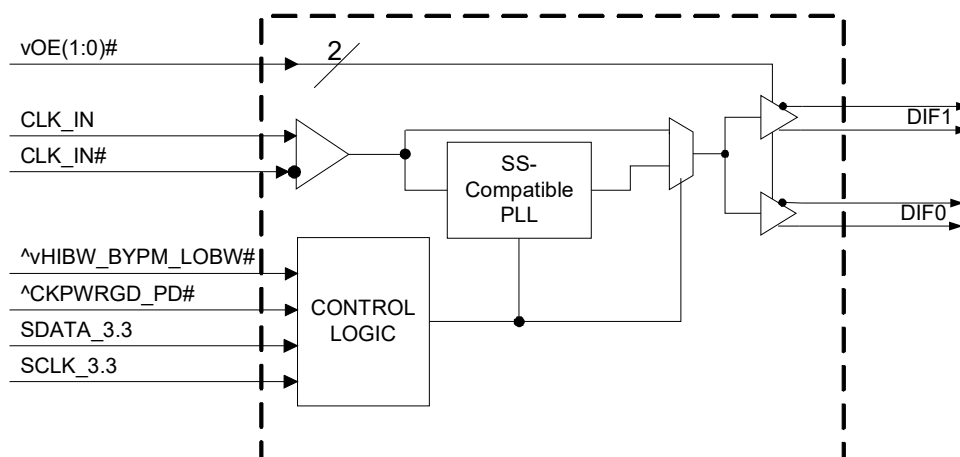 vOE(1:0)#
2
CLK_IN
CLK_IN#
DIF1
SS-
Compatible
PLL
DIF0
^vHIBW_BYPM_LOBW#
^CKPWRGD_PD#
SDATA_3.3
SCLK_3.3
CONTROL
LOGIC